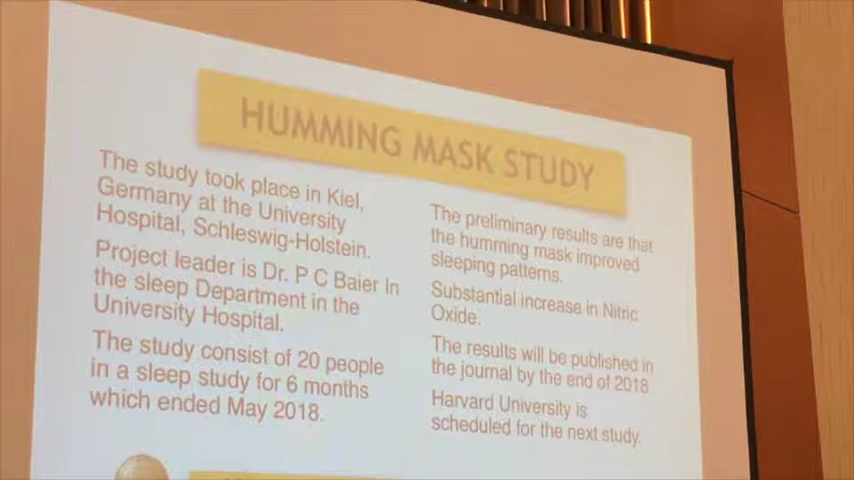 HUMMING MASK STUDY
The study took place in Kiel,
Germany at the University
Hospital, Schleswig-Holstein.
Project leader is Dr. P C Baier In
the sleep Department in the
University Hospital.
The study consist of 20 people
in a sleep study for 6 months
which ended May 2018.
The preliminary results are that
the humming mask improved
sleeping patterns.
Substantial increase in Nitric
Oxide.
The results will be published in
the journal by the end of 2018
Harvard University is
scheduled for the next study.